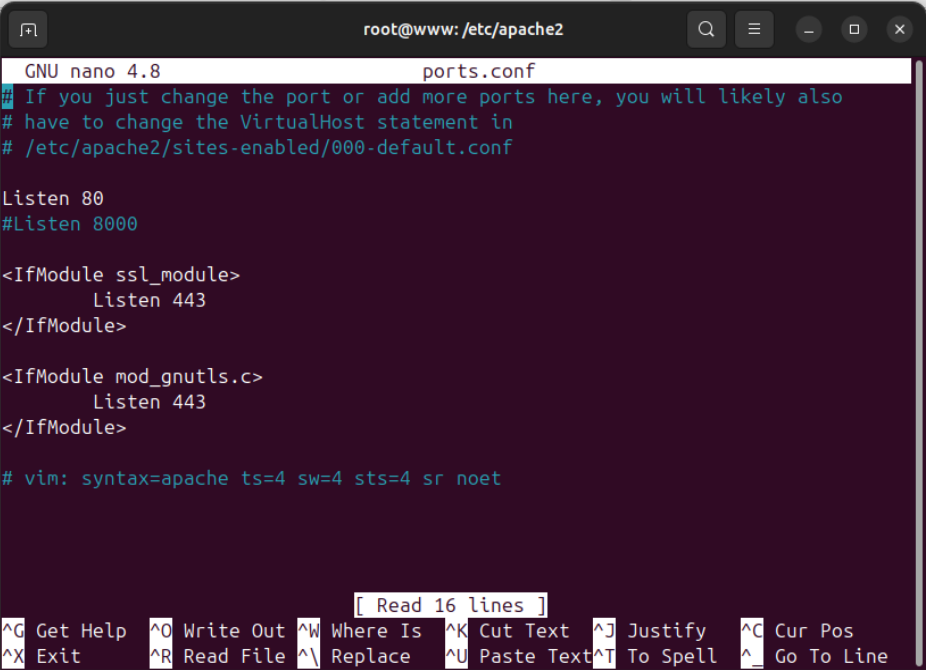 root@www: /etc/apache2
GNU nano 4.8 ports.conf
# If you just change the port or add more ports here, you will likely also
# have to change the VirtualHost statement in
# /etc/apache2/sites-enabled/000-default.conf
Listen 80
#Listen 8000
<IfModule ssl_module>
        Listen 443
</IfModule>
<IfModule mod_gnutls.c>
        Listen 443
</IfModule>
# vim: syntax=apache ts=4 sw=4 sts=4 sr noet
[ Read 16 lines ]
^G Get Help ^O Write Out ^W Where Is ^K Cut Text ^J Justify ^C Cur Pos
^X Exit ^R Read File ^\ Replace ^U Paste Text ^T To Spell ^_ Go To Line